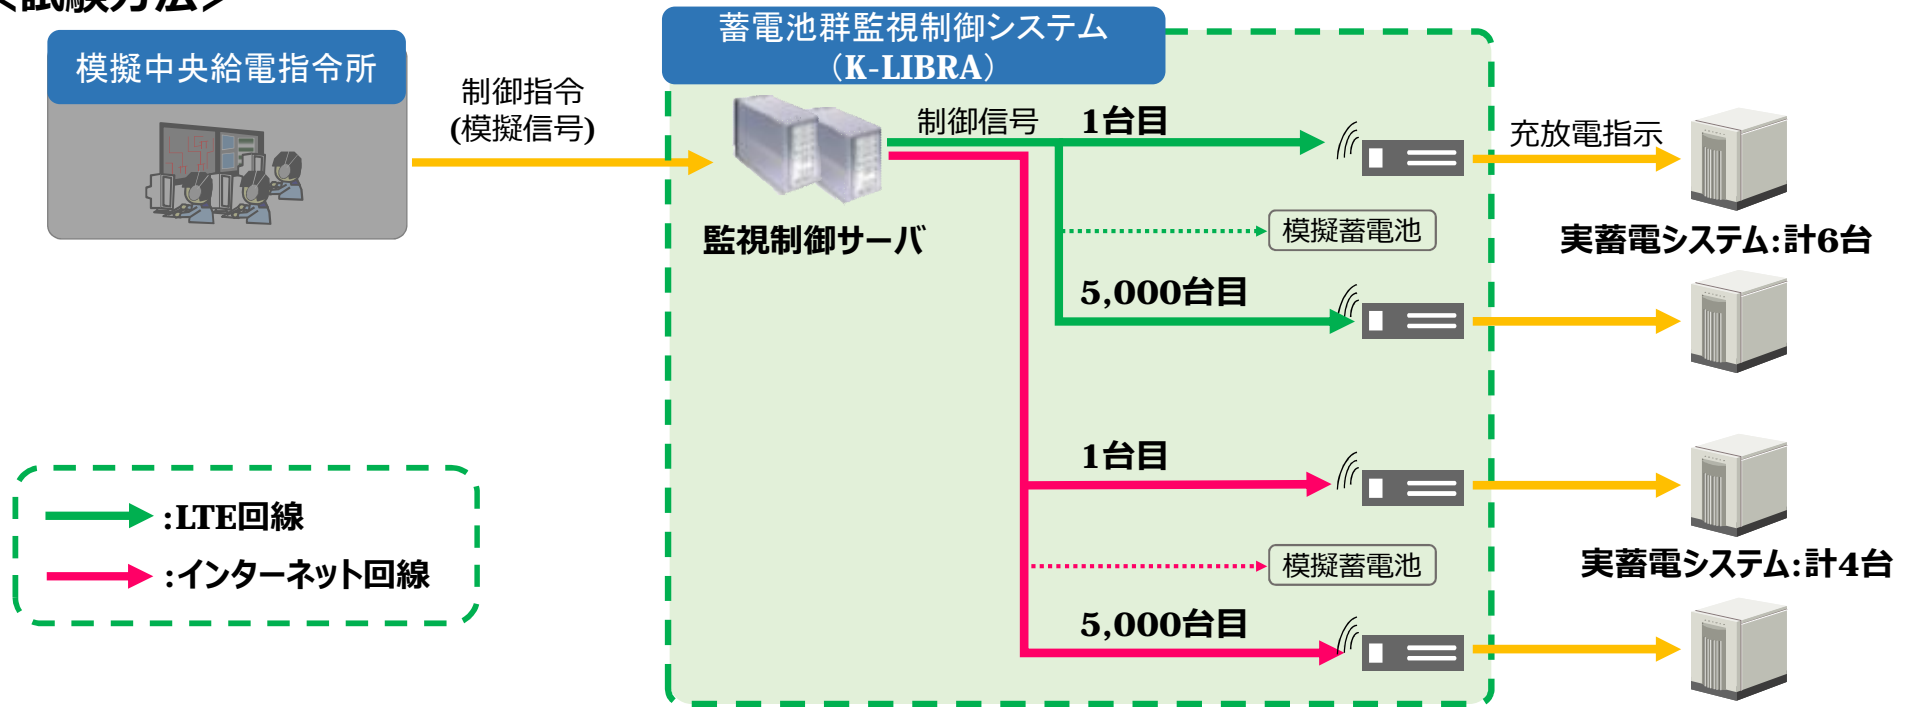 <試験方法>
模擬中央給電指令所
制御指令
(模擬信号)
蓄電池群監視制御システム
(K-LIBRA)
監視制御サーバ
制御信号
1台目
模擬蓄電池
5,000台目
充放電指示
実蓄電システム:計6台
1台目
模擬蓄電池
5,000台目
実蓄電システム:計4台
:LTE回線
:インターネット回線